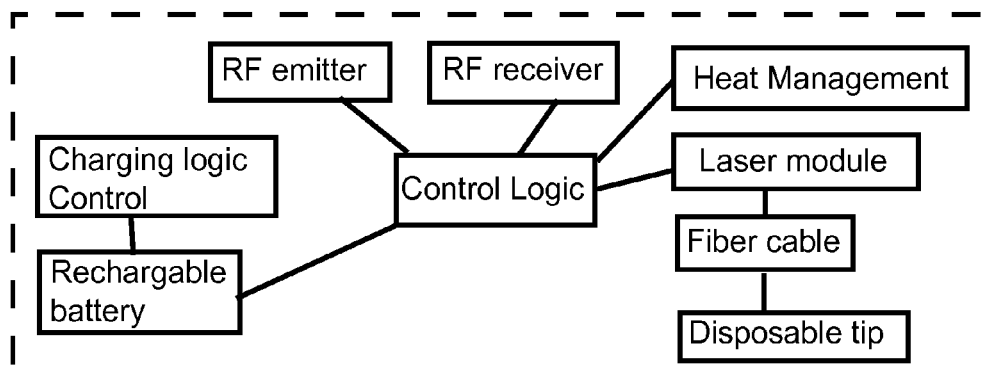 RF emitter
RF receiver
Heat Management
Charging logic
Control
Control Logic
Laser module
Fiber cable
Rechargable
battery
Disposable tip